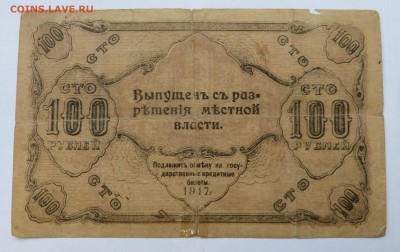 COINS.LAVE.RU
100 СТО СТО 100
Выпущенъ съ раз-
рѣшенія мѣстной
власти.
СТО
100
РУБЛЕЙ
СТО
100
РУБЛЕЙ
Подлежитъ обмѣну на госу-
дарственные кредитные
билеты.
1917
100 СТО СТО 100